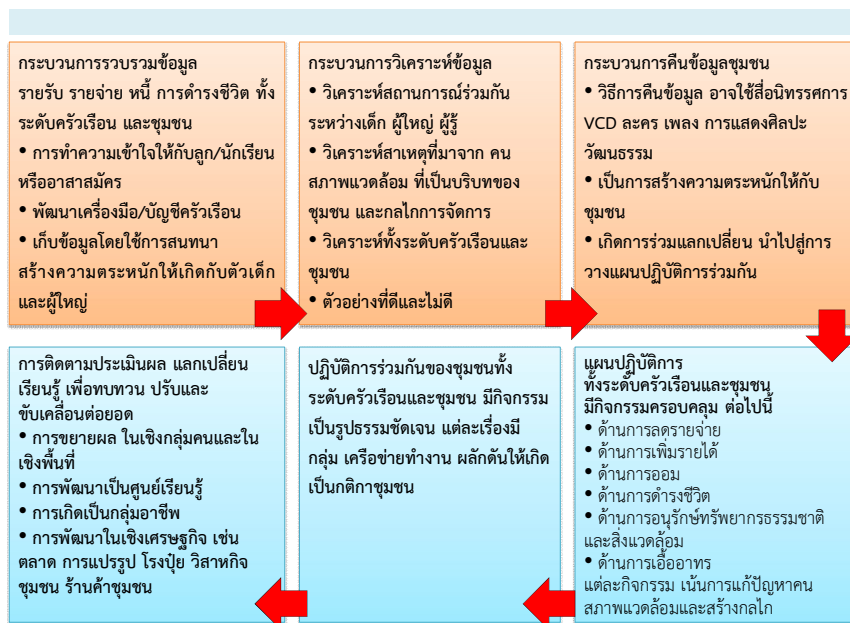 กระบวนการรวบรวมข้อมูล
รายรับ รายจ่าย หนี้ การดำรงชีวิต ทั้ง
ระดับครัวเรือน และชุมชน
• การทำความเข้าใจให้กับลูก/นักเรียน
หรืออาสาสมัคร
• พัฒนาเครื่องมือ/บัญชีครัวเรือน
• เก็บข้อมูลโดยใช้การสนทนา
สร้างความตระหนักให้เกิดกับตัวเด็ก
และผู้ใหญ่
กระบวนการวิเคราะห์ข้อมูล
• วิเคราะห์สถานการณ์ร่วมกัน
ระหว่างเด็ก ผู้ใหญ่ ผู้รู้
• วิเคราะห์สาเหตุที่มาจาก คน
สภาพแวดล้อม ที่เป็นบริบทของ
ชุมชน และกลไกการจัดการ
• วิเคราะห์ทั้งระดับครัวเรือนและ
ชุมชน
• ตัวอย่างที่ดีและไม่ดี
กระบวนการคืนข้อมูลชุมชน
• วิธีการคืนข้อมูล อาจใช้สื่อนิทรรศการ
VCD ละคร เพลง การแสดงศิลปะ
วัฒนธรรม
• เป็นการสร้างความตระหนักให้กับ
ชุมชน
• เกิดการร่วมแลกเปลี่ยน นำไปสู่การ
วางแผนปฏิบัติการร่วมกัน
การติดตามประเมินผล แลกเปลี่ยน
เรียนรู้ เพื่อทบทวน ปรับและ
ขับเคลื่อนต่อยอด
• การขยายผล ในเชิงกลุ่มคนและใน
เชิงพื้นที่
• การพัฒนาเป็นศูนย์เรียนรู้
• การเกิดเป็นกลุ่มอาชีพ
• การพัฒนาในเชิงเศรษฐกิจ เช่น
ตลาด การแปรรูป โรงปุ๋ย วิสาหกิจ
ชุมชน ร้านค้าชุมชน
ปฏิบัติการร่วมกันของชุมชนทั้ง
ระดับครัวเรือนและชุมชน มีกิจกรรม
เป็นรูปธรรมชัดเจน แต่ละเรื่องมี
กลุ่ม เครือข่ายทำงาน ผลักดันให้เกิด
เป็นกติกาชุมชน
แผนปฏิบัติการ
ทั้งระดับครัวเรือนและชุมชน
มีกิจกรรมครอบคลุม ต่อไปนี้
• ด้านการลดรายจ่าย
• ด้านการเพิ่มรายได้
• ด้านการออม
• ด้านการดำรงชีวิต
• ด้านการอนุรักษ์ทรัพยากรธรรมชาติ
และสิ่งแวดล้อม
• ด้านการเอื้ออาทร
แต่ละกิจกรรม เน้นการแก้ปัญหาคน
สภาพแวดล้อมและสร้างกลไก